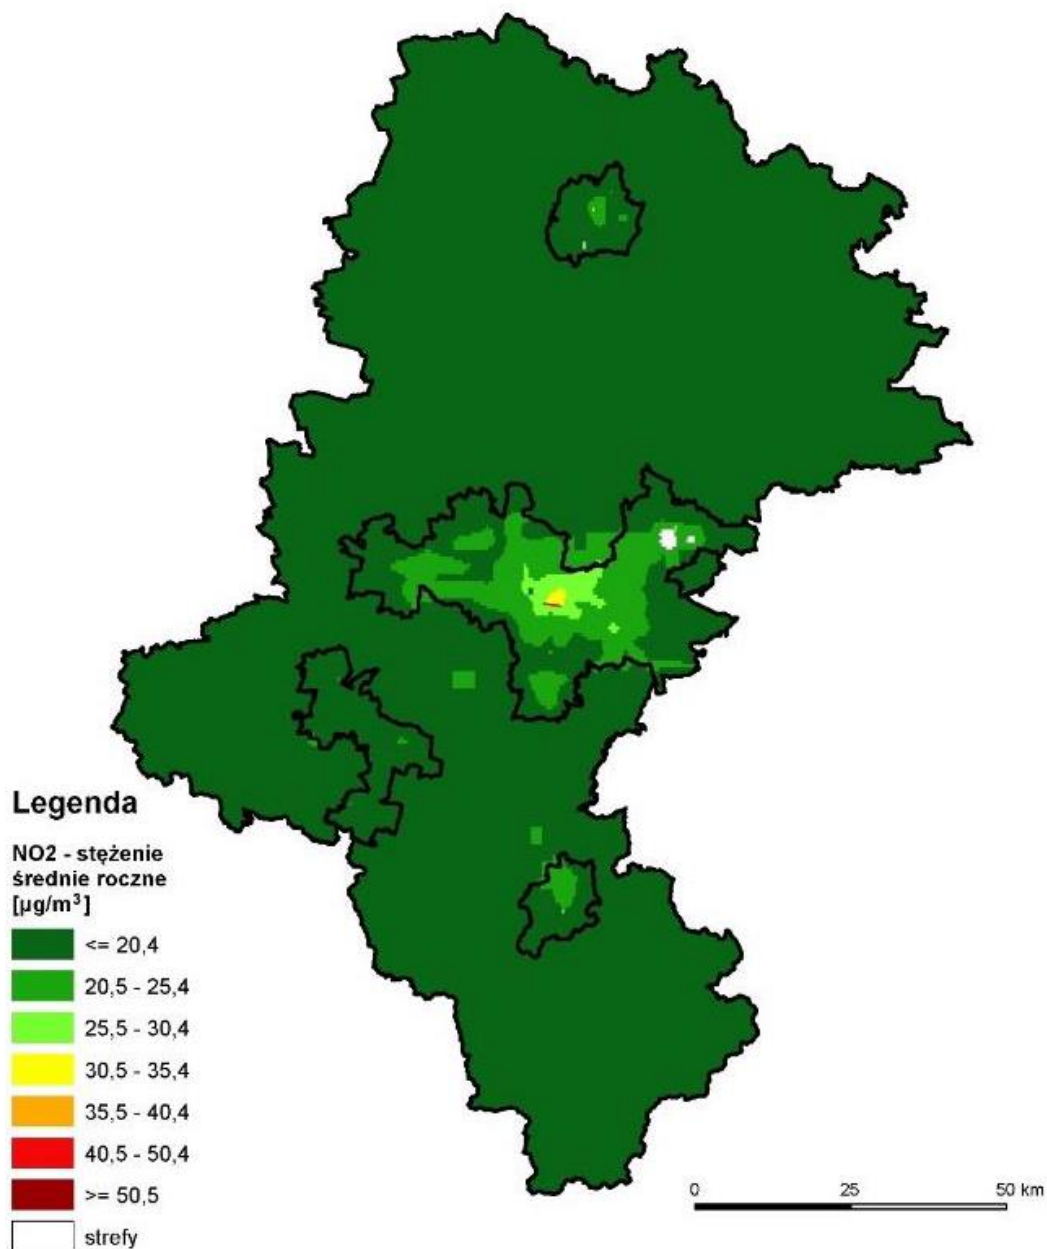 Legenda
NO2 - stężenie
średnie roczne
[µg/m³]
<= 20,4
20,5 - 25,4
25,5 - 30,4
30,5 - 35,4
35,5 - 40,4
40,5 - 50,4
>= 50,5
strefy
0 25 50 km